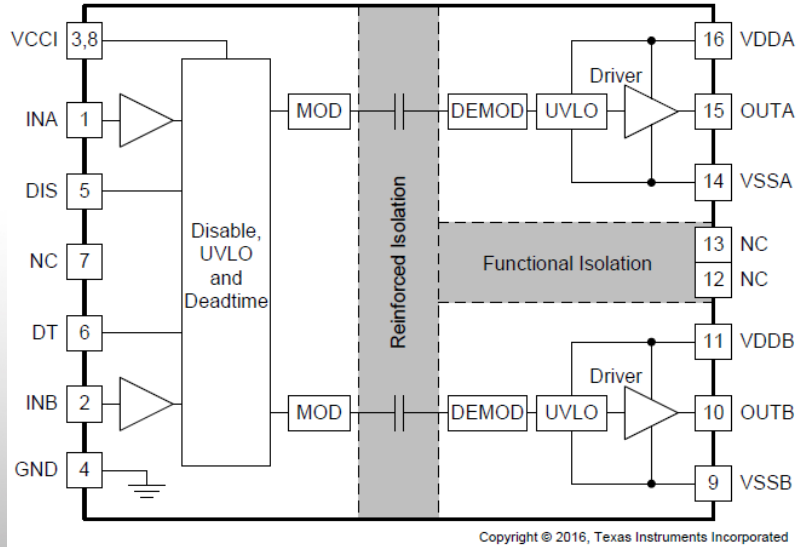 VCCI 3,8
INA 1
DIS 5
NC 7
DT 6
INB 2
GND 4
Disable,
UVLO
and
Deadtime
MOD
MOD
Reinforced Isolation
Functional Isolation
DEMOD
UVLO
Driver
16 VDDA
15 OUTA
14 VSSA
13 NC
12 NC
DEMOD
UVLO
Driver
11 VDDB
10 OUTB
9 VSSB
Copyright © 2016, Texas Instruments Incorporated